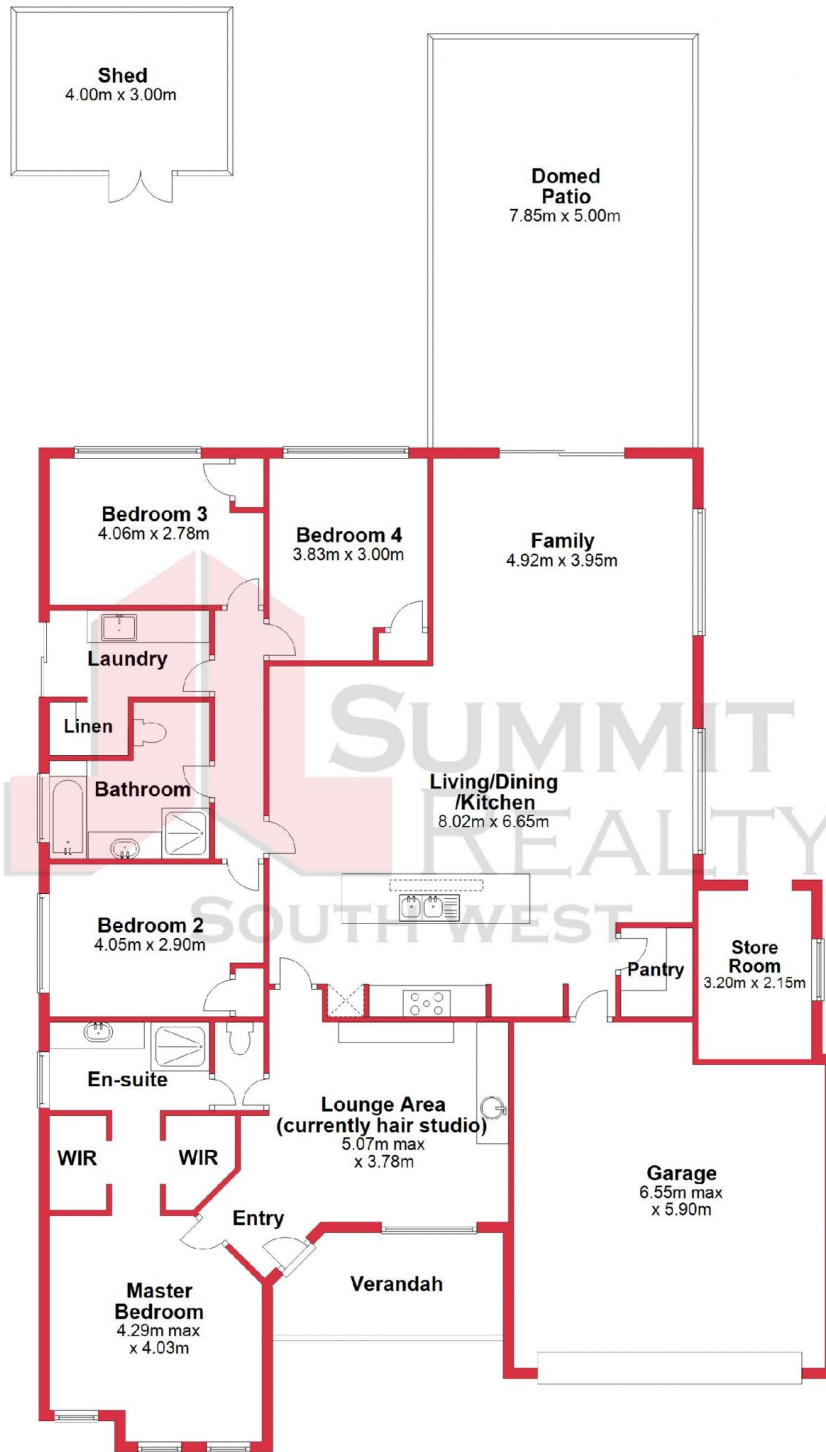 Shed
4.00m x 3.00m
Domed
Patio
7.85m x 5.00m
Bedroom 3
4.06m x 2.78m
Bedroom 4
3.83m x 3.00m
Family
4.92m x 3.95m
Laundry
Linen
Bathroom
SUMMIT
REALTY
SOUTH WEST
Living/Dining
/Kitchen
8.02m x 6.65m
Bedroom 2
4.05m x 2.90m
Pantry
Store
Room
3.20m x 2.15m
En-suite
WIR
WIR
Lounge Area
(currently hair studio)
5.07m max
x 3.78m
Entry
Garage
6.55m max
x 5.90m
Verandah
Master
Bedroom
4.29m max
x 4.03m